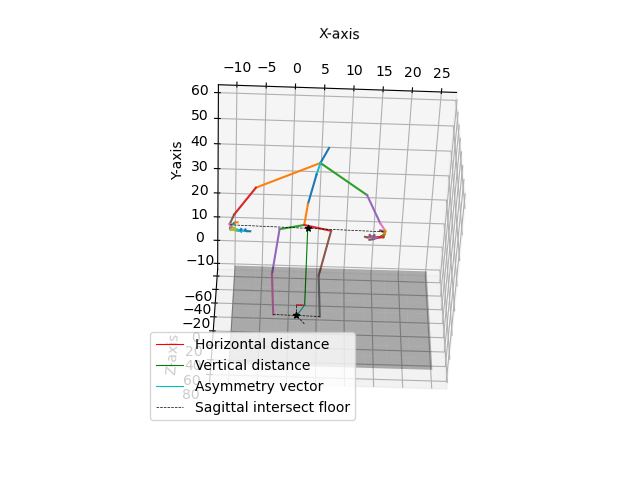 X-axis
−10 −5 0 5 10 15 20 25
60
50
40
30
20
10
0
−10
Y-axis
−60
−40
−20
0
20
40
60
80
Z-axis
Horizontal distance
Vertical distance
Asymmetry vector
Sagittal intersect floor